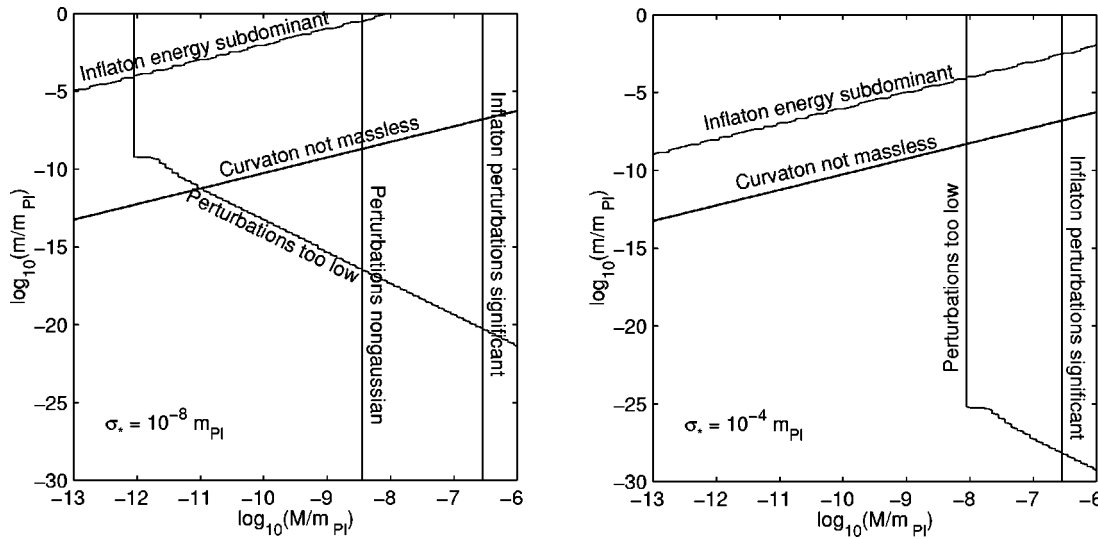 0
−5
−10
−15
−20
−25
−30
log10(m/mPl)
Inflaton energy subdominant
Curvaton not massless
Perturbations too low
Perturbations nongaussian
Inflaton perturbations significant
σ* = 10^−8 mPl
−13 −12 −11 −10 −9 −8 −7 −6
log10(M/mPl)
0
−5
−10
−15
−20
−25
−30
log10(m/mPl)
Inflaton energy subdominant
Curvaton not massless
Perturbations too low
Inflaton perturbations significant
σ* = 10^−4 mPl
−13 −12 −11 −10 −9 −8 −7 −6
log10(M/mPl)